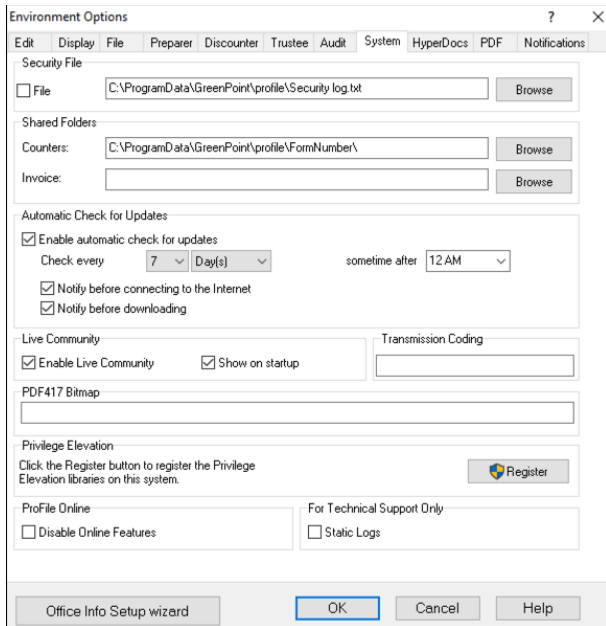 Environment Options ? X
Edit Display File Preparer Discounter Trustee Audit System HyperDocs PDF Notifications
Security File
File C:\ProgramData\GreenPoint\profile\Security log.txt Browse
Shared Folders
Counters: C:\ProgramData\GreenPoint\profile\FormNumber\ Browse
Invoice: Browse
Automatic Check for Updates
Enable automatic check for updates
Check every 7 Day(s) sometime after 12 AM
Notify before connecting to the Internet
Notify before downloading
Live Community Transmission Coding
Enable Live Community Show on startup
PDF417 Bitmap
Privilege Elevation
Click the Register button to register the Privilege
Elevation libraries on this system. Register
ProFile Online For Technical Support Only
Disable Online Features Static Logs
Office Info Setup wizard OK Cancel Help